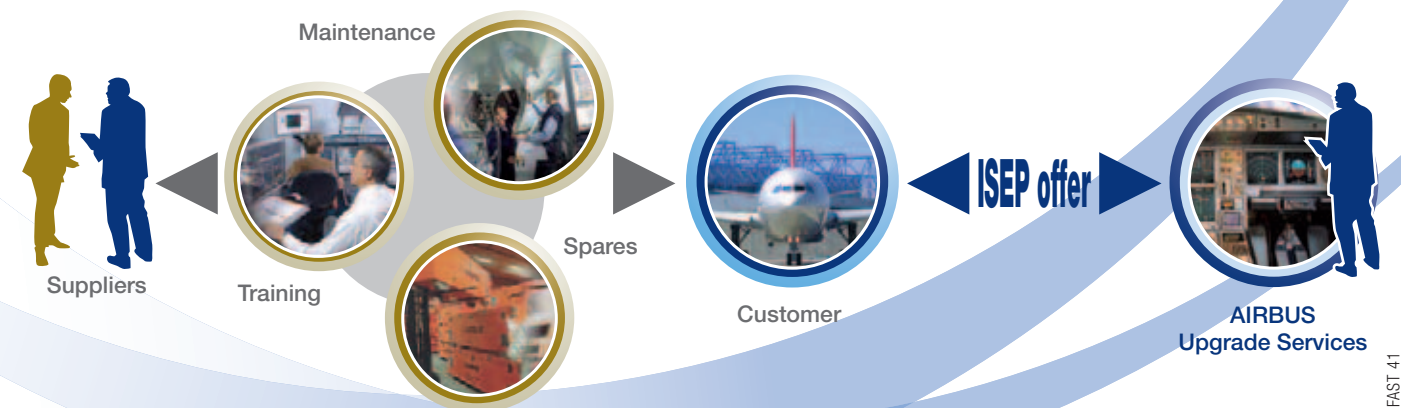 Maintenance
Suppliers
Training
Spares
Customer
ISEP offer
AIRBUS
Upgrade Services
FAST 41